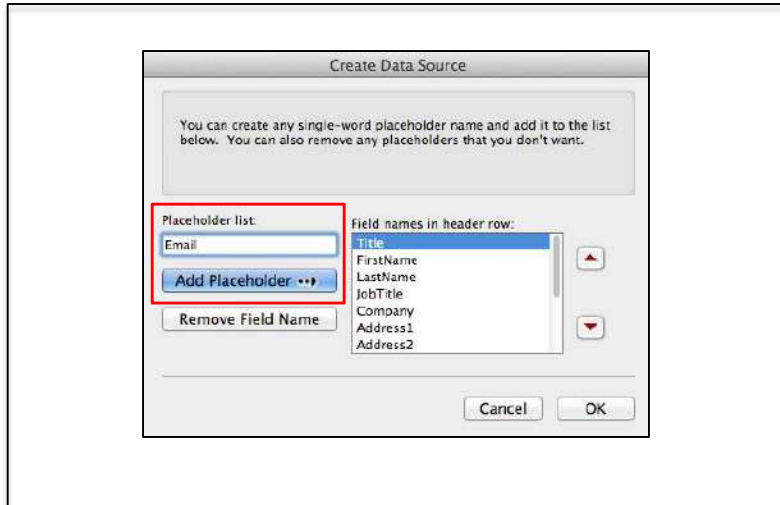 Create Data Source
You can create any single-word placeholder name and add it to the list
below. You can also remove any placeholders that you don't want.
Placeholder list:
Email
Add Placeholder
Remove Field Name
Field names in header row:
Title
FirstName
LastName
JobTitle
Company
Address1
Address2
Cancel
OK